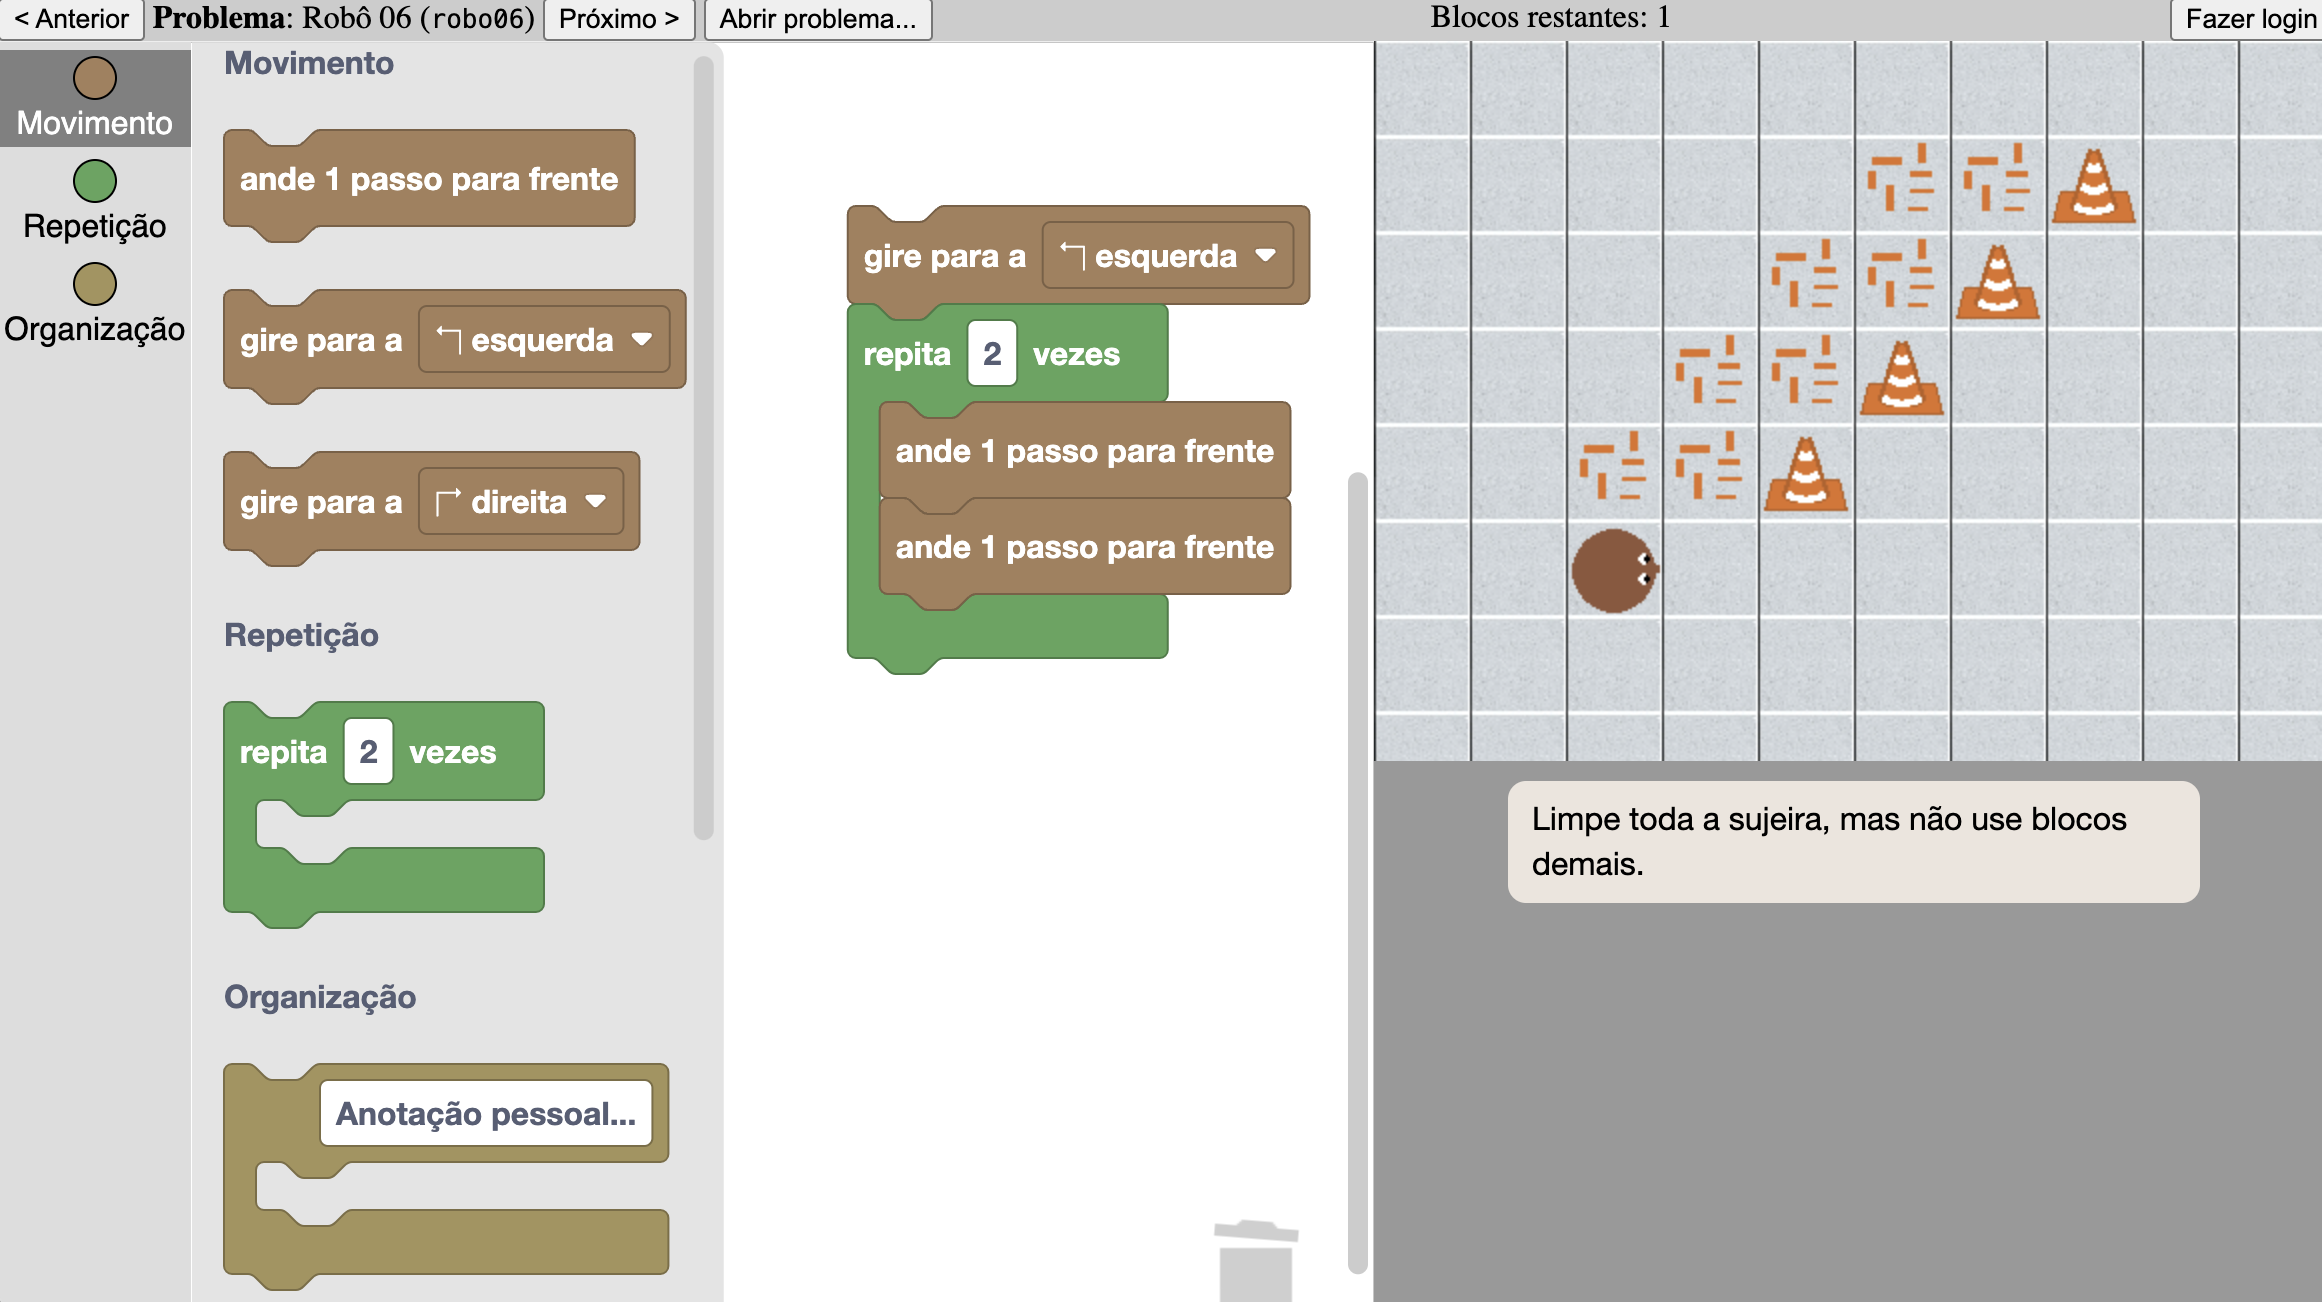 < Anterior
Problema: Robô 06 (robo06)
Próximo >
Abrir problema...
Blocos restantes: 1
Fazer login
Movimento
Repetição
Organização
Movimento
ande 1 passo para frente
gire para a esquerda
gire para a direita
Repetição
repita 2 vezes
Organização
Anotação pessoal...
gire para a esquerda
repita 2 vezes
ande 1 passo para frente
ande 1 passo para frente
Limpe toda a sujeira, mas não use blocos
demais.